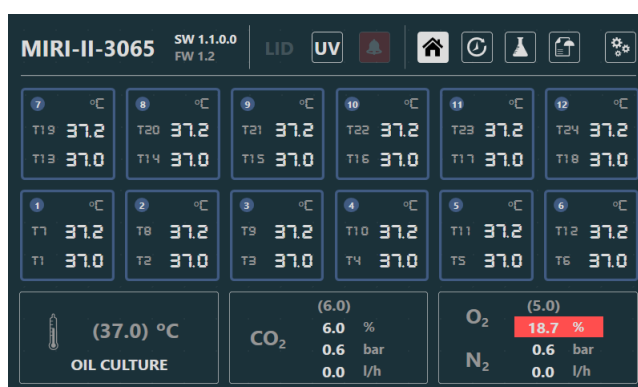 MIRI-II-3065 SW 1.1.0.0 LID UV
FW 1.2
7 °C 8 °C 9 °C 10 °C 11 °C 12 °C
T19 37.2 T20 37.2 T21 37.2 T22 37.2 T23 37.2 T24 37.2
T13 37.0 T14 37.0 T15 37.0 T16 37.0 T17 37.0 T18 37.0
1 °C 2 °C 3 °C 4 °C 5 °C 6 °C
T7 37.2 T8 37.2 T9 37.2 T10 37.2 T11 37.2 T12 37.2
T1 37.0 T2 37.0 T3 37.0 T4 37.0 T5 37.0 T6 37.0
(37.0) °C
OIL CULTURE
CO2
(6.0)
6.0 %
0.6 bar
0.0 l/h
O2
(5.0)
18.7 %
N2
0.6 bar
0.0 l/h